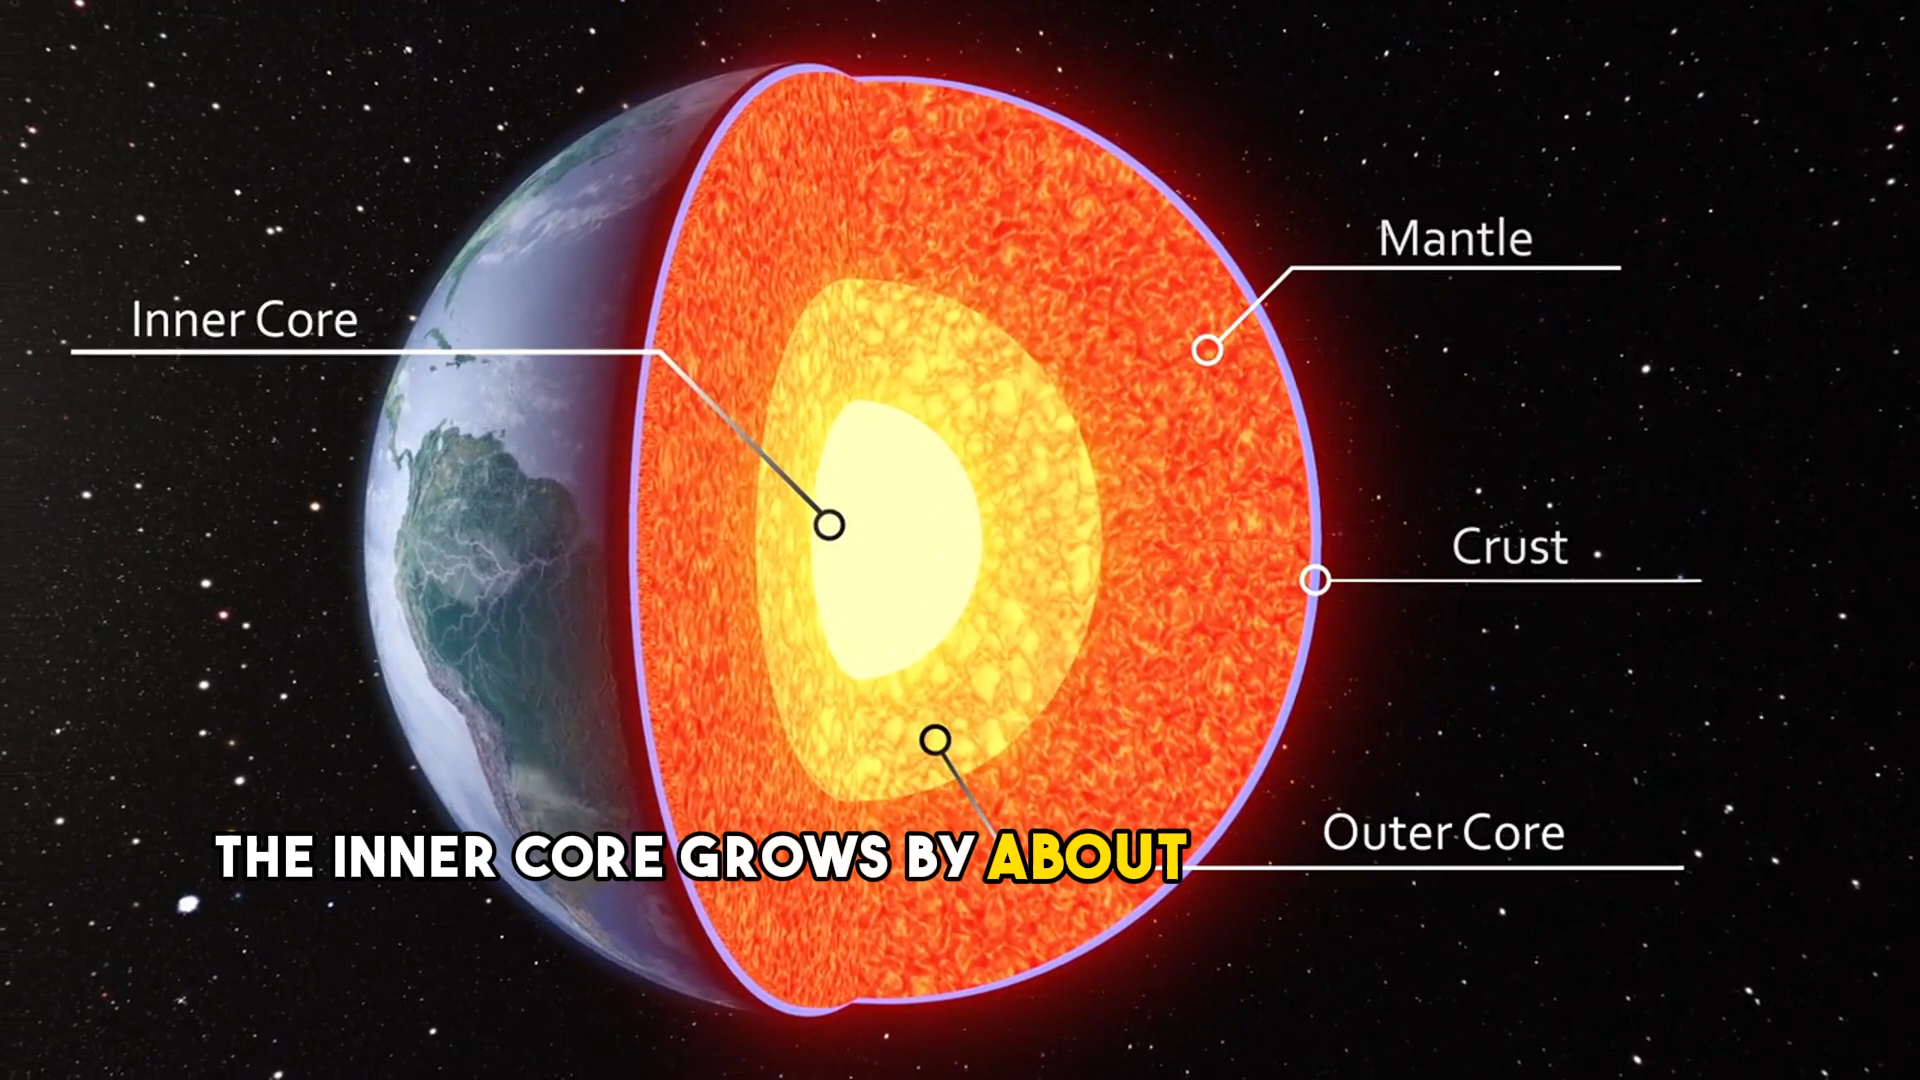 Mantle
Inner Core
Crust
Outer Core
THE INNER CORE GROWS BY ABOUT